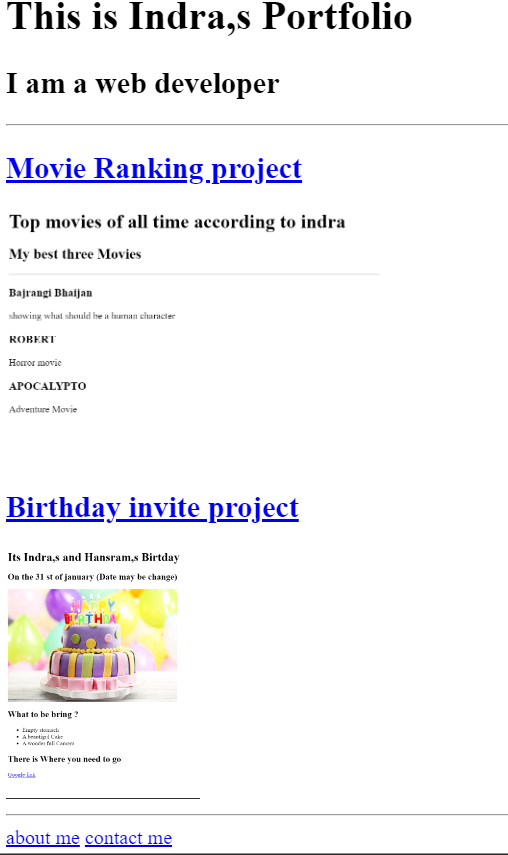 This is Indra,s Portfolio
I am a web developer
Movie Ranking project
Top movies of all time according to indra
My best three Movies
Bajrangi Bhaijan
showing what should be a human character
ROBERT
Horror movie
APOCALYPTO
Adventure Movie
Birthday invite project
Its Indra,s and Hansram,s Birtday
On the 31 st of january (Date may be change)
HAPPY
BIRTHDAY
What to be bring ?
Empty stomach
A beautigul Cake
A wonder full Camera
There is Where you need to go
Google link
about me contact me